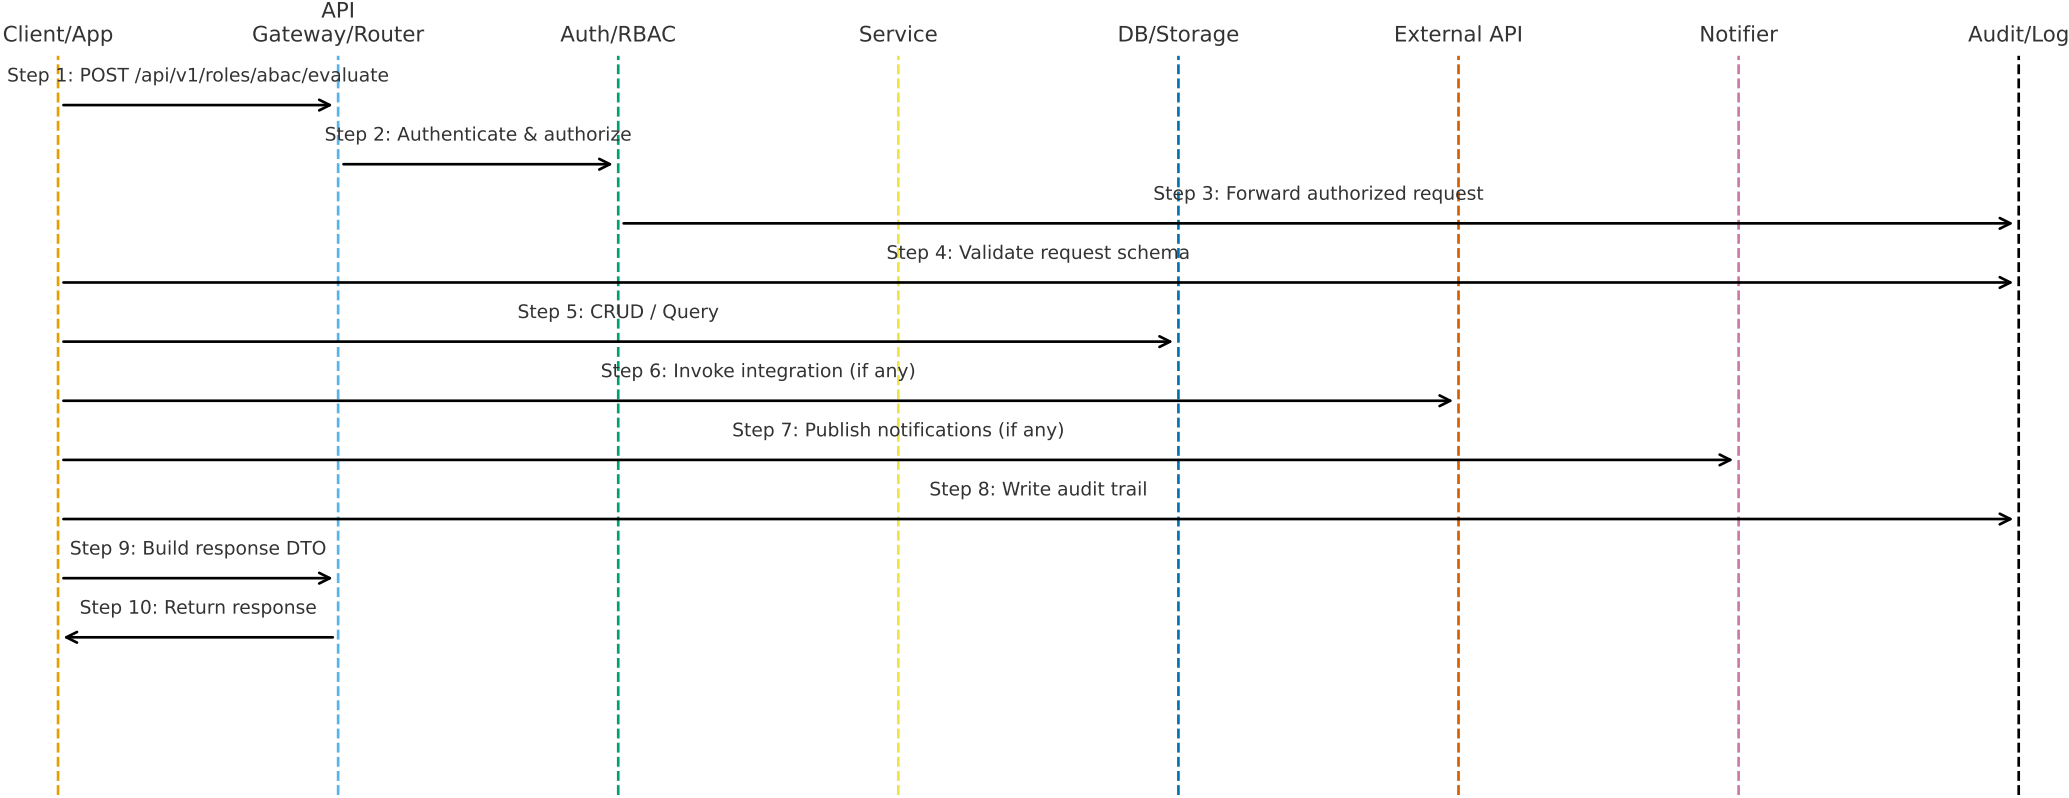 API
Client/App Gateway/Router Auth/RBAC Service DB/Storage External API Notifier Audit/Log
Step 1: POST /api/v1/roles/abac/evaluate
Step 2: Authenticate & authorize
Step 3: Forward authorized request
Step 4: Validate request schema
Step 5: CRUD / Query
Step 6: Invoke integration (if any)
Step 7: Publish notifications (if any)
Step 8: Write audit trail
Step 9: Build response DTO
Step 10: Return response